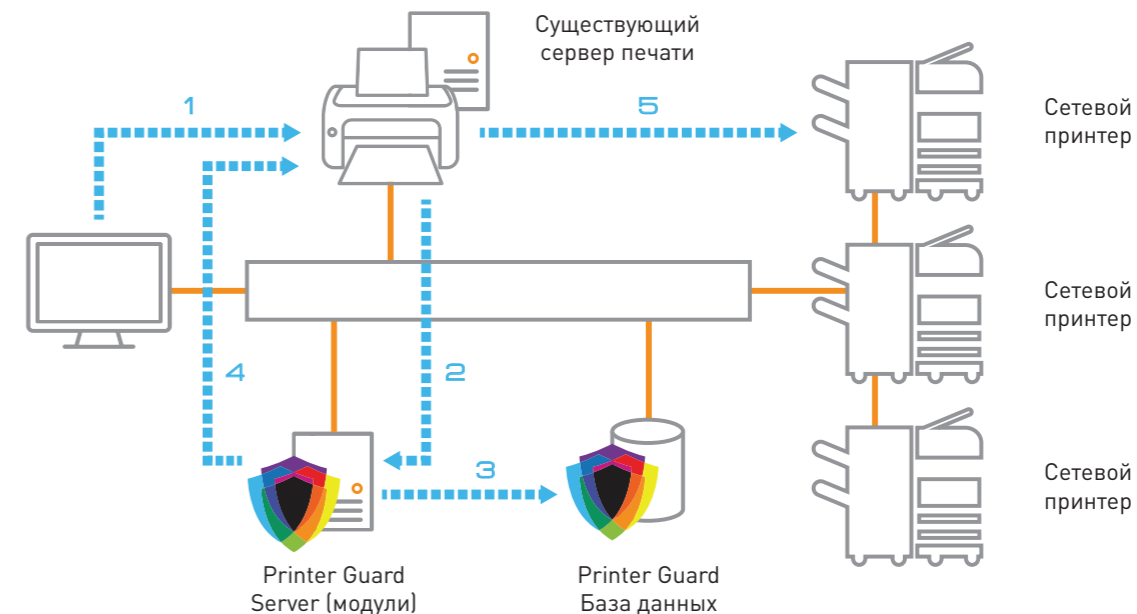 Существующий
сервер печати
1
5
Сетевой
принтер
Сетевой
принтер
4
2
3
Сетевой
принтер
Printer Guard
Server (модули)
Printer Guard
База данных